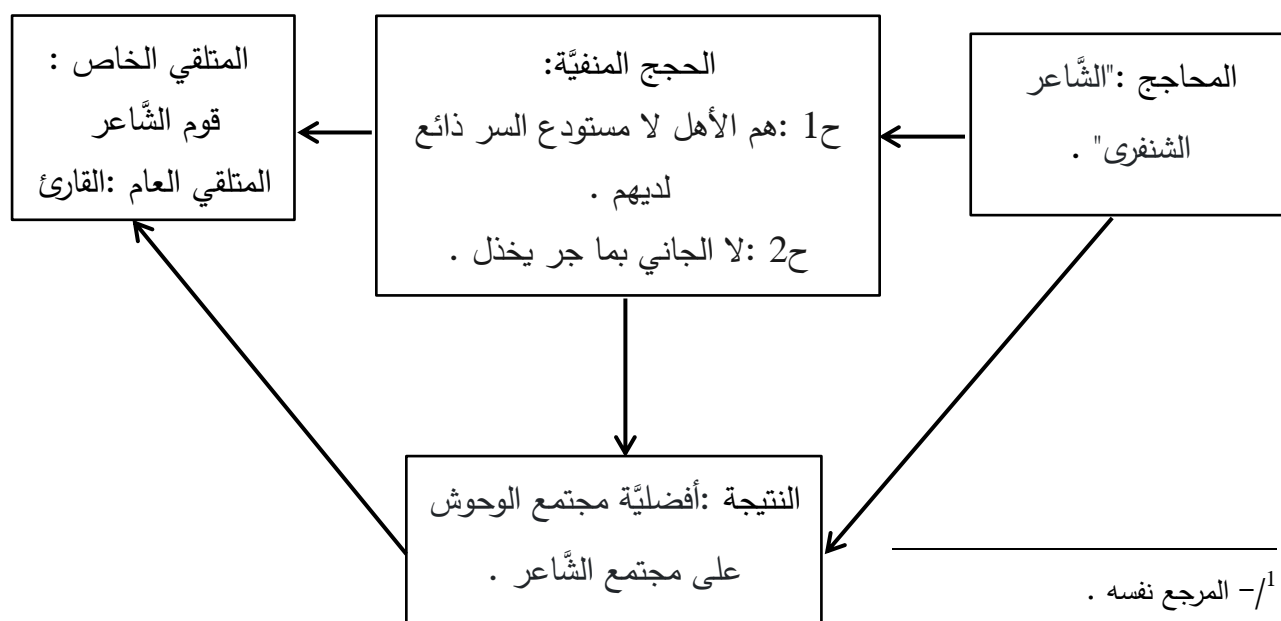 المحاجج :"الشَّاعر
الشنفرى" .
الحجج المنفيَّة:
ح1 :هم الأهل لا مستودع السر ذائع
لديهم .
ح2 :لا الجاني بما جر يخذل .
المتلقي الخاص :
قوم الشَّاعر
المتلقي العام :القارئ
النتيجة :أفضليَّة مجتمع الوحوش
على مجتمع الشَّاعر .
1/- المرجع نفسه .